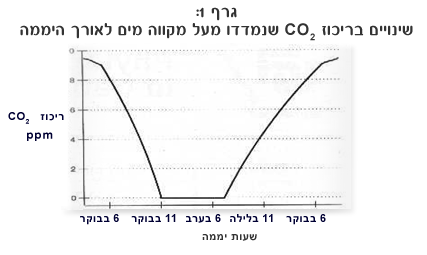 גרף 1:
שינויים בריכוז CO2 שנמדדו מעל מקווה מים לאורך היממה
ריכוז CO2
ppm
8
6
4
2
0
6 בבוקר 11 בבוקר 6 בערב 11 בלילה 6 בבוקר
שעות יממה